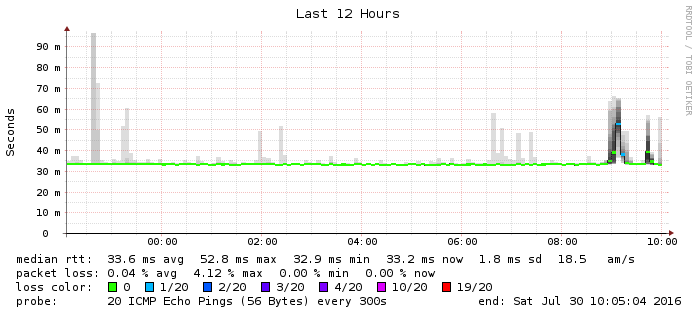 Last 12 Hours
RRDTOOL / TOBI OETIKER
Seconds
90 m
80 m
70 m
60 m
50 m
40 m
30 m
20 m
10 m
0
00:00 02:00 04:00 06:00 08:00 10:00
median rtt: 33.6 ms avg 52.8 ms max 32.9 ms min 33.2 ms now 1.8 ms sd 18.5 am/s
packet loss: 0.04 % avg 4.12 % max 0.00 % min 0.00 % now
loss color: 0 1/20 2/20 3/20 4/20 10/20 19/20
probe: 20 ICMP Echo Pings (56 Bytes) every 300s end: Sat Jul 30 10:05:04 2016